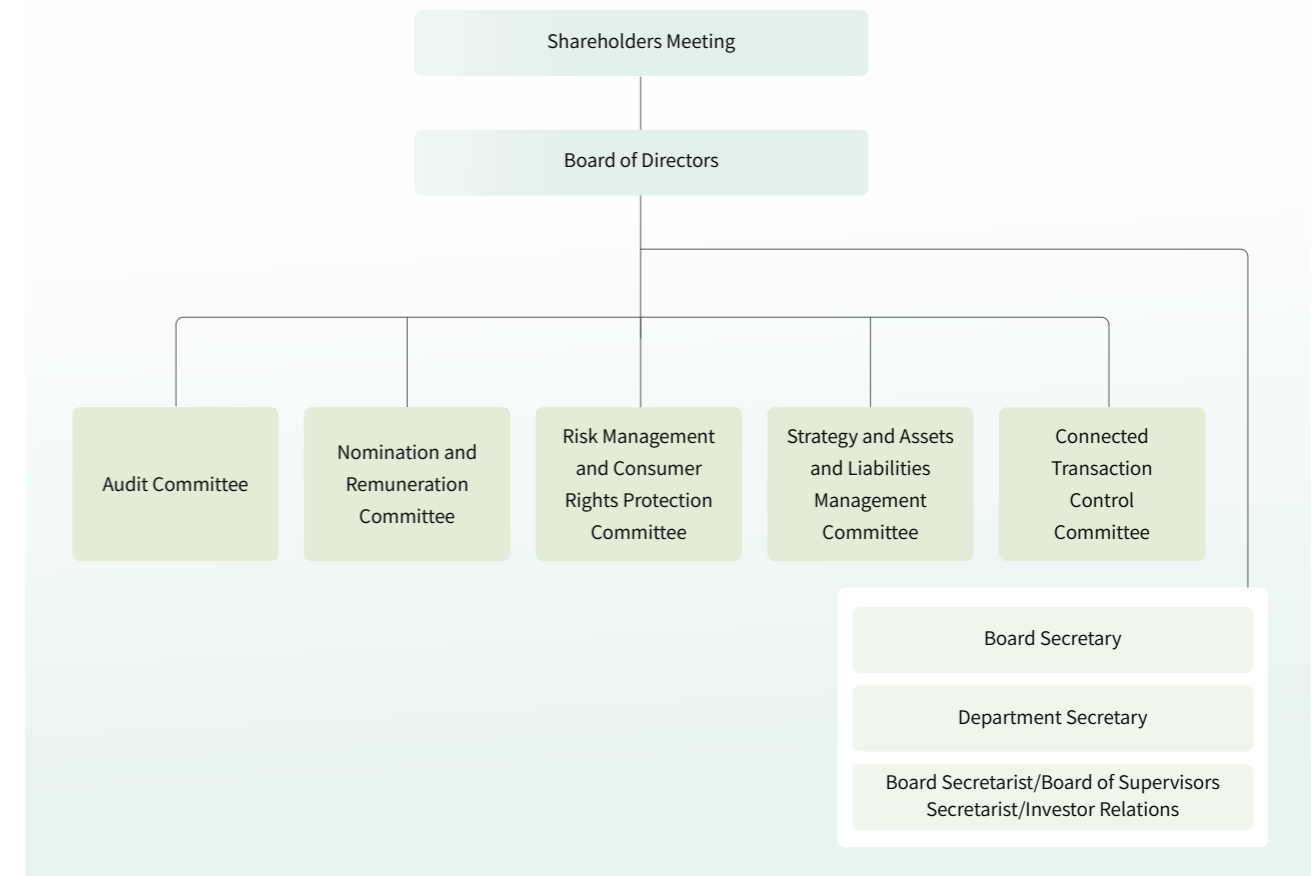 Shareholders Meeting
Board of Directors
Audit Committee
Nomination and
Remuneration
Committee
Risk Management
and Consumer
Rights Protection
Committee
Strategy and Assets
and Liabilities
Management
Committee
Connected
Transaction
Control
Committee
Board Secretary
Department Secretary
Board Secretarist/Board of Supervisors
Secretarist/Investor Relations